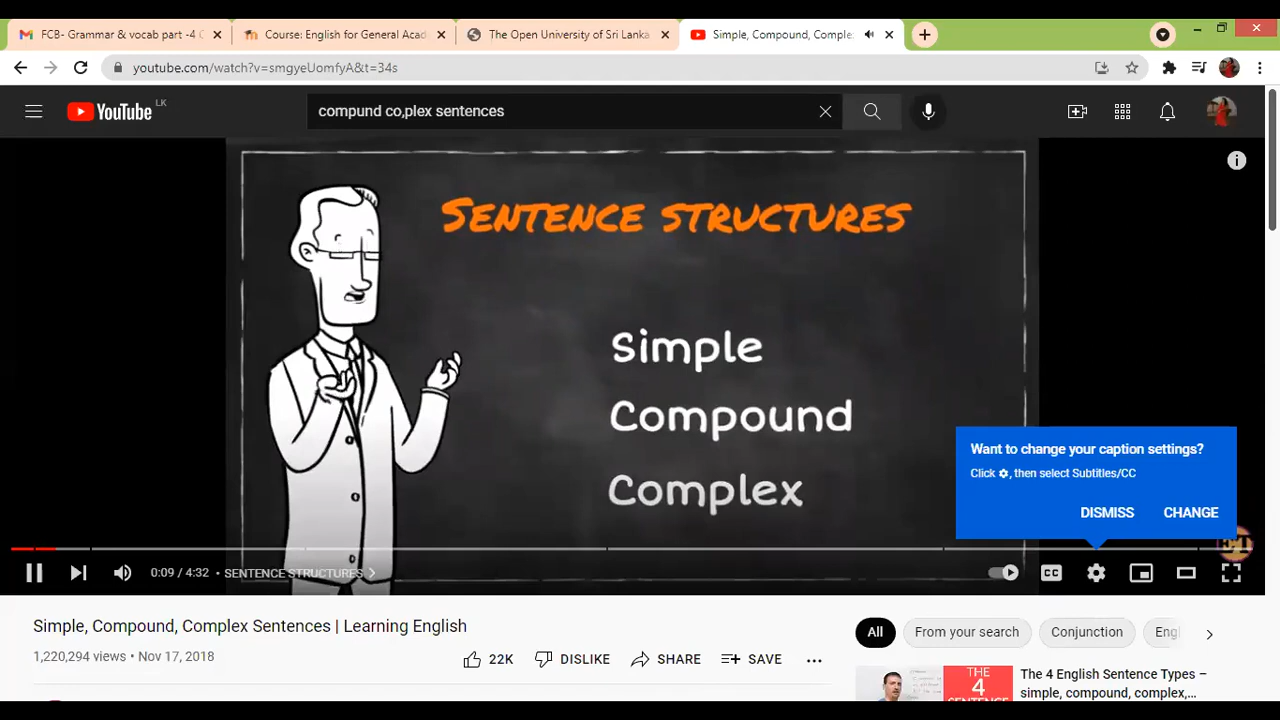 FCB- Grammar & vocab part -4 C
Course: English for General Acad
The Open University of Sri Lanka
Simple, Compound, Comple
youtube.com/watch?v=smgyeUomfyA&t=34s
YouTube LK
compund co,plex sentences
SENTENCE STRUCTURES
Simple
Compound
Complex
Want to change your caption settings?
Click ⚙, then select Subtitles/CC
DISMISS CHANGE
0:09 / 4:32 • SENTENCE STRUCTURES >
CC
Simple, Compound, Complex Sentences | Learning English
1,220,294 views • Nov 17, 2018
22K DISLIKE SHARE SAVE ...
All From your search Conjunction Engl
THE
4
SENTENCE
The 4 English Sentence Types –
simple, compound, complex,...